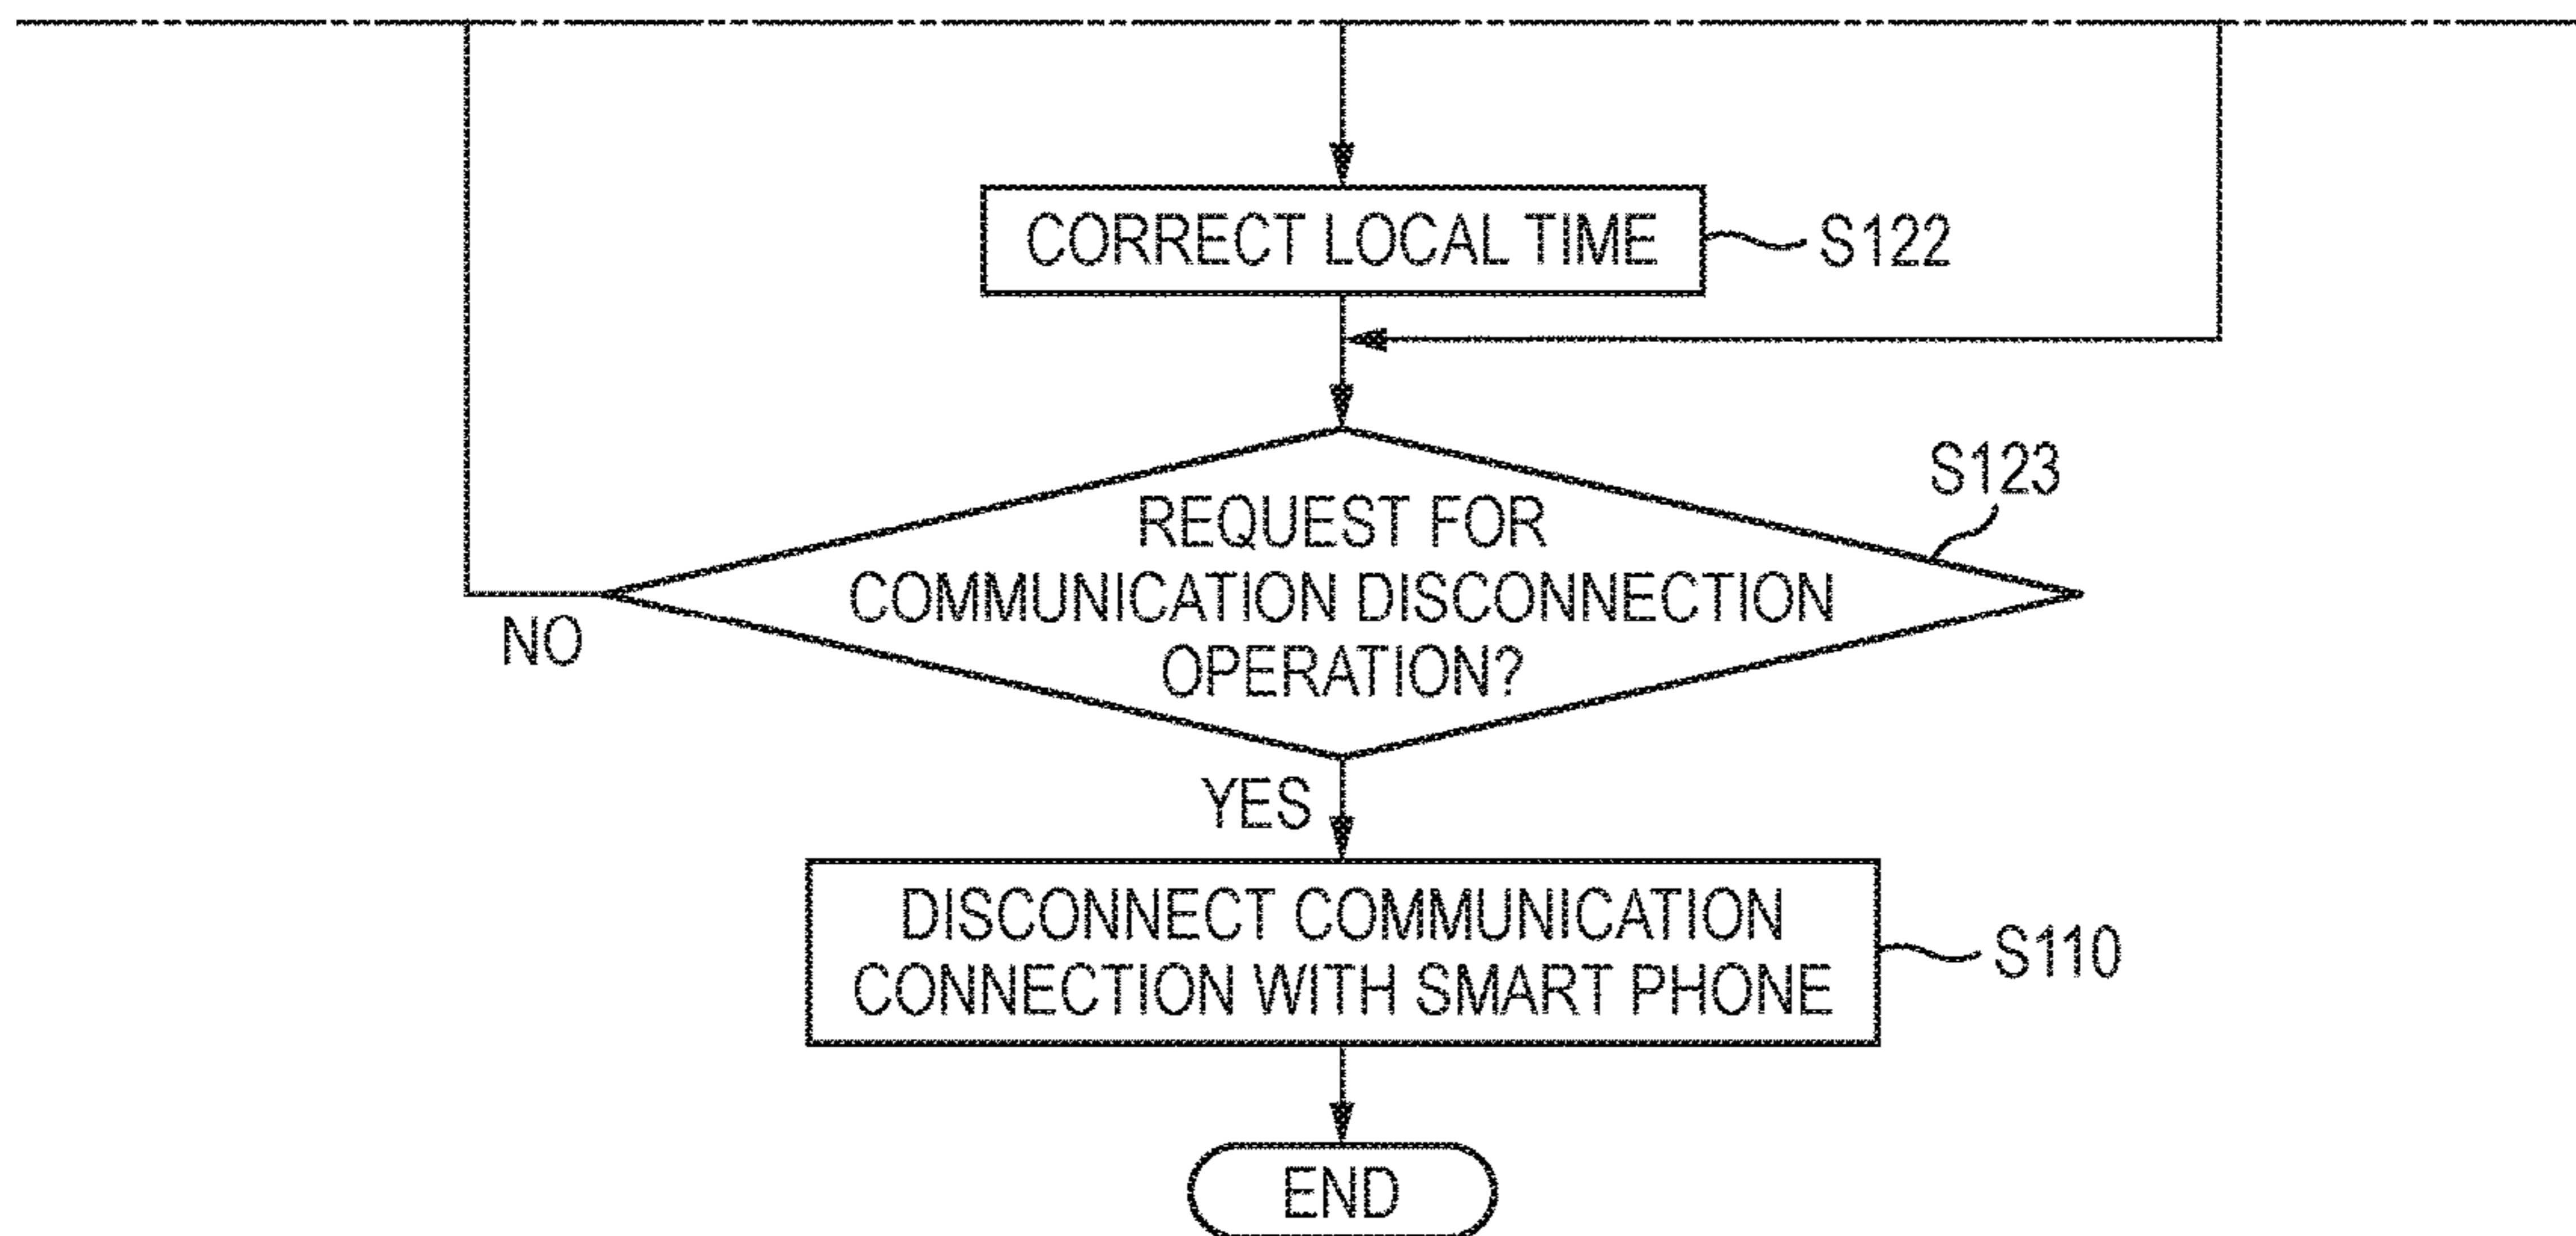 CORRECT LOCAL TIME
S122
S123
REQUEST FOR
COMMUNICATION DISCONNECTION
OPERATION?
NO
YES
DISCONNECT COMMUNICATION
CONNECTION WITH SMART PHONE
S110
END